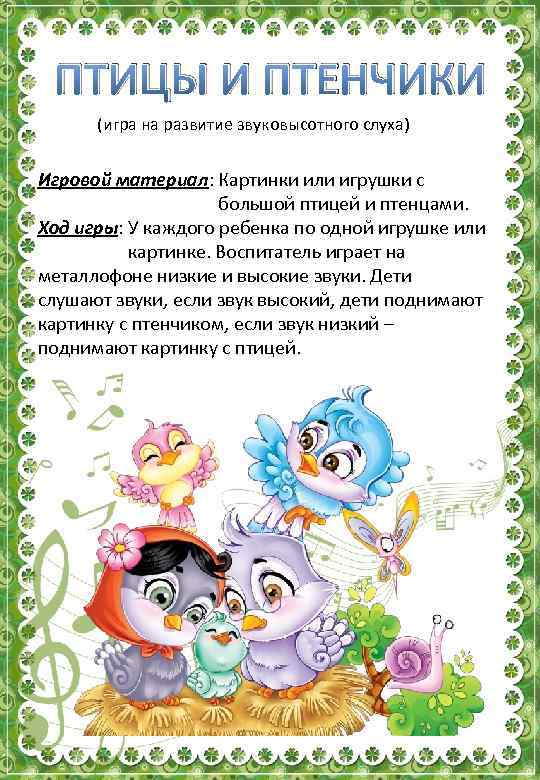 ПТИЦЫ И ПТЕНЧИКИ
(игра на развитие звуковысотного слуха)
Игровой материал: Картинки или игрушки с
большой птицей и птенцами.
Ход игры: У каждого ребенка по одной игрушке или
картинке. Воспитатель играет на
металлофоне низкие и высокие звуки. Дети
слушают звуки, если звук высокий, дети поднимают
картинку с птенчиком, если звук низкий –
поднимают картинку с птицей.